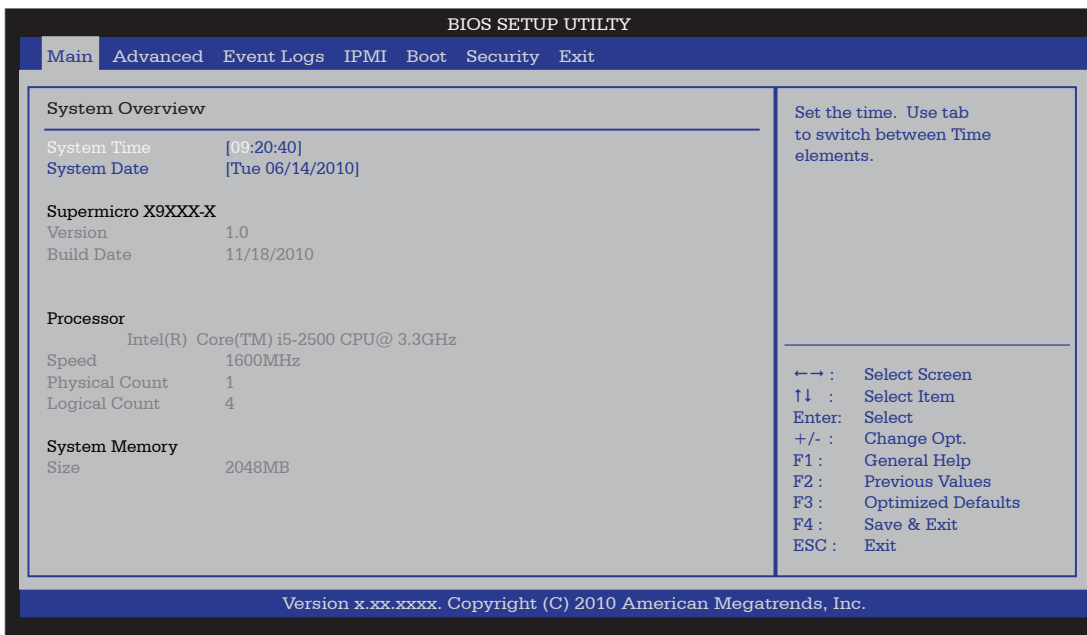 BIOS SETUP UTILTY
Main Advanced Event Logs IPMI Boot Security Exit
System Overview
System Time [09:20:40]
System Date [Tue 06/14/2010]
Supermicro X9XXX-X
Version 1.0
Build Date 11/18/2010
Processor
Intel(R) Core(TM) i5-2500 CPU@ 3.3GHz
Speed 1600MHz
Physical Count 1
Logical Count 4
System Memory
Size 2048MB
Set the time. Use tab
to switch between Time
elements.
←→ : Select Screen
↑↓ : Select Item
Enter: Select
+/- : Change Opt.
F1 : General Help
F2 : Previous Values
F3 : Optimized Defaults
F4 : Save & Exit
ESC : Exit
Version x.xx.xxxx. Copyright (C) 2010 American Megatrends, Inc.